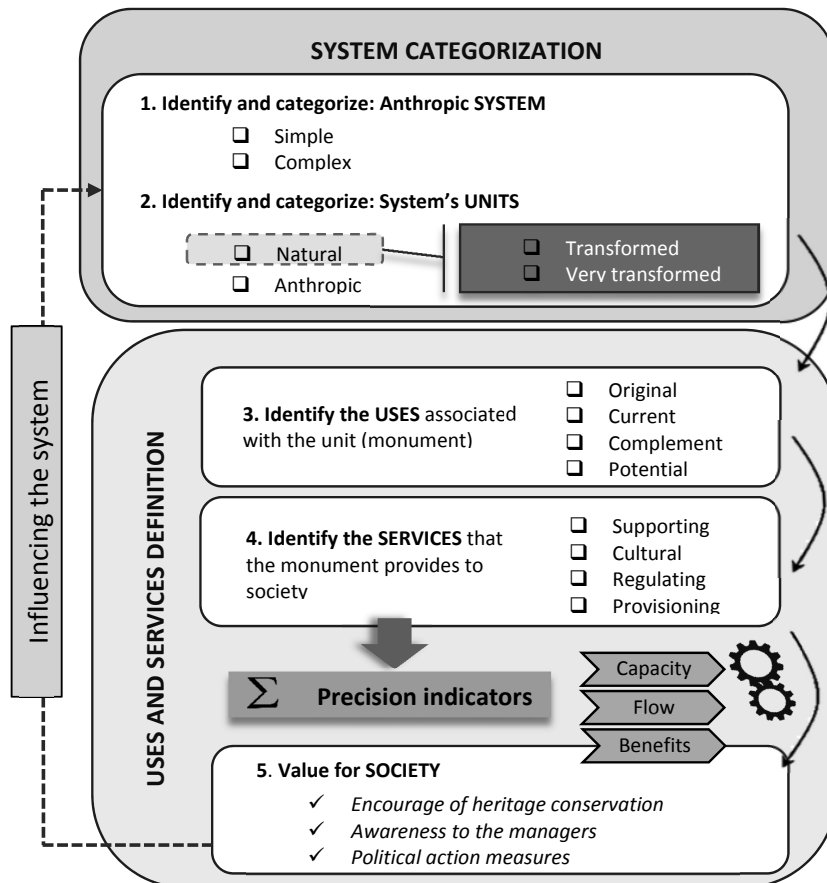 SYSTEM CATEGORIZATION
1. Identify and categorize: Anthropic SYSTEM
❑ Simple
❑ Complex
2. Identify and categorize: System's UNITS
❑ Natural
❑ Anthropic
❑ Transformed
❑ Very transformed
Influencing the system
USES AND SERVICES DEFINITION
3. Identify the USES associated
with the unit (monument)
❑ Original
❑ Current
❑ Complement
❑ Potential
4. Identify the SERVICES that
the monument provides to
society
❑ Supporting
❑ Cultural
❑ Regulating
❑ Provisioning
Σ Precision indicators
Capacity
Flow
Benefits
5. Value for SOCIETY
✓ Encourage of heritage conservation
✓ Awareness to the managers
✓ Political action measures